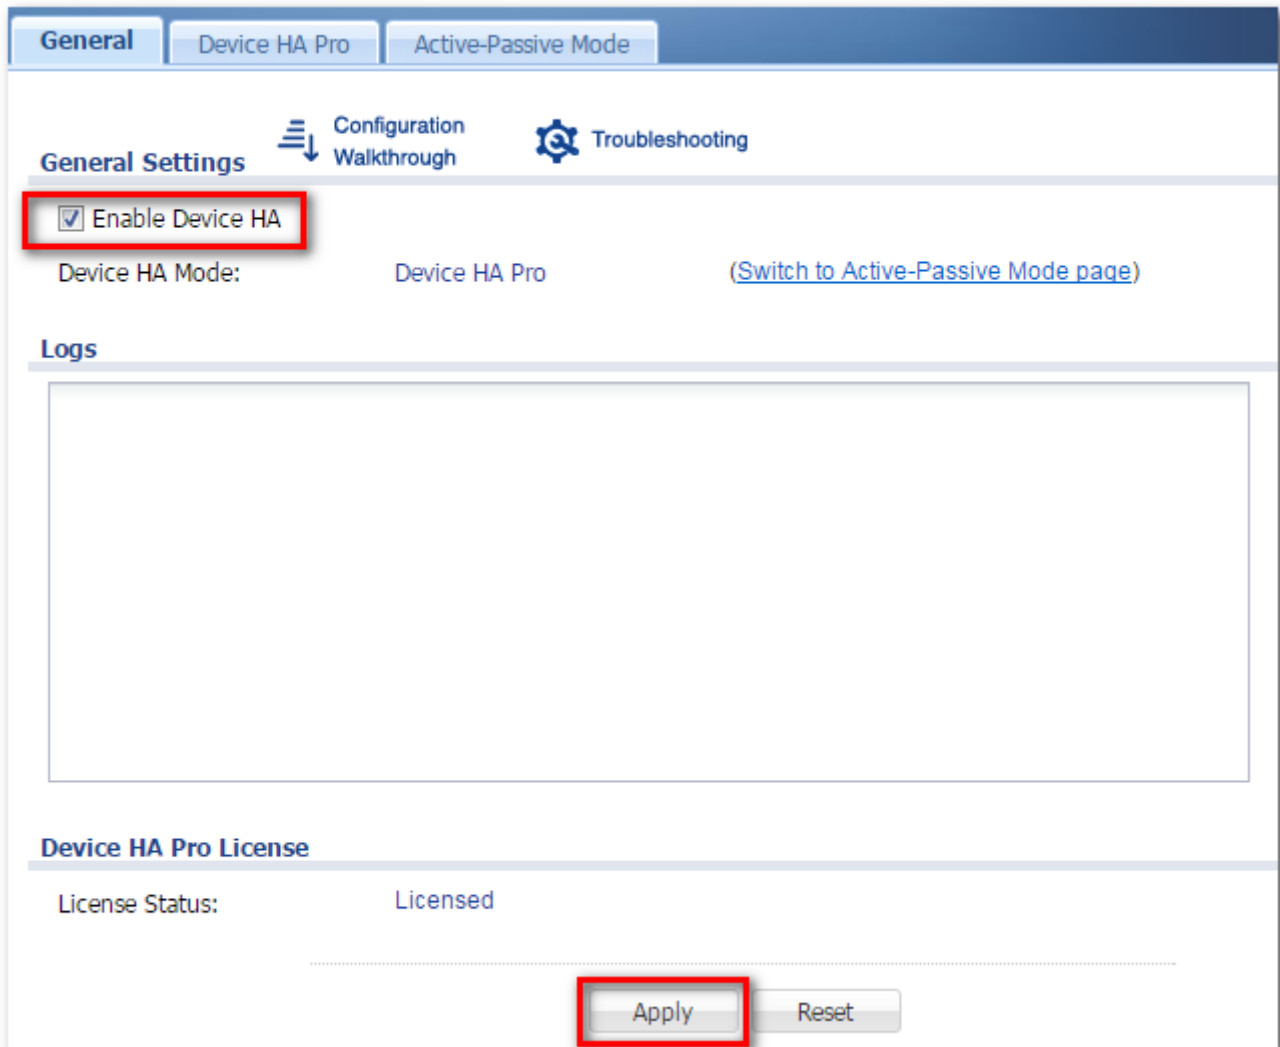 General
Device HA Pro
Active-Passive Mode
General Settings
Configuration
Walkthrough
Troubleshooting
Enable Device HA
Device HA Mode:
Device HA Pro
(Switch to Active-Passive Mode page)
Logs
Device HA Pro License
License Status:
Licensed
Apply
Reset